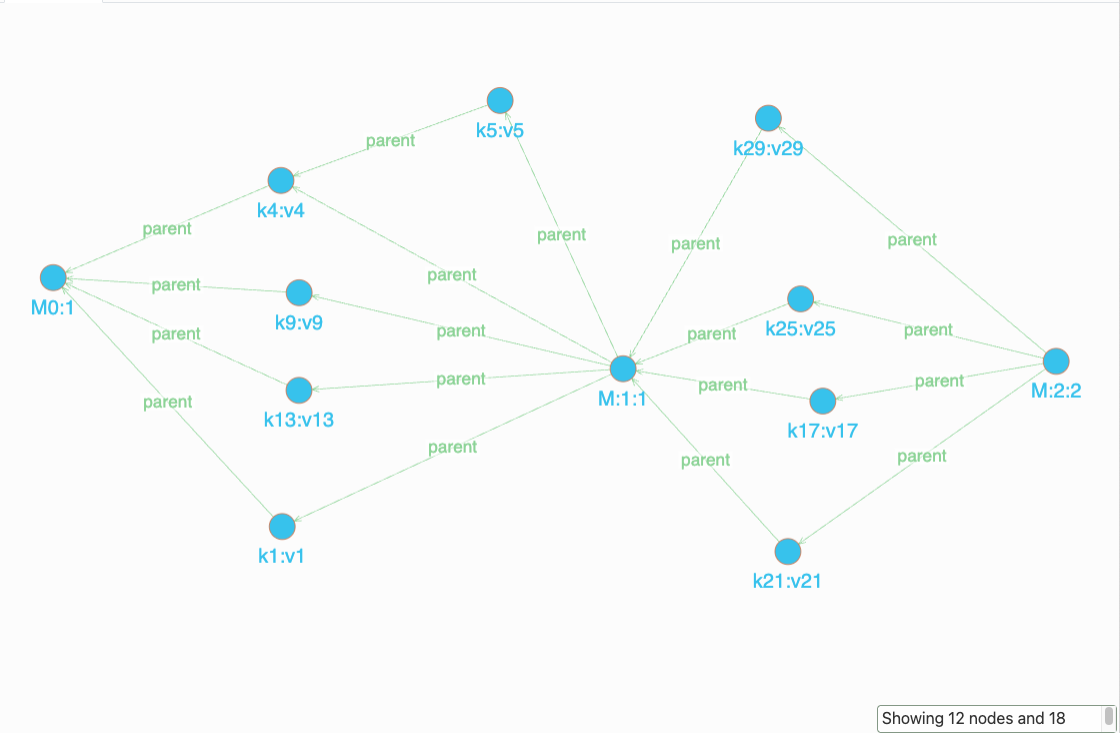 k5:v5
k29:v29
parent
k4:v4
parent
parent
parent
parent
parent
M0:1
parent
k9:v9
k25:v25
parent
parent
parent
parent
M:1:1
M:2:2
parent
parent
parent
k13:v13
k17:v17
parent
parent
parent
parent
k1:v1
k21:v21
Showing 12 nodes and 18